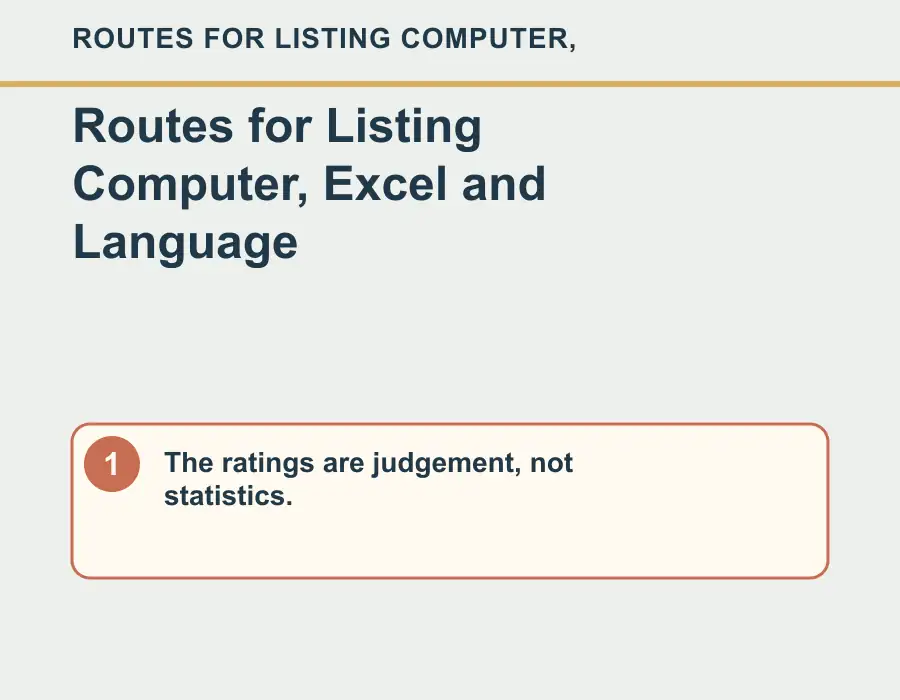 ROUTES FOR LISTING COMPUTER,
Routes for Listing
Computer, Excel and
Language
1
The ratings are judgement, not
statistics.